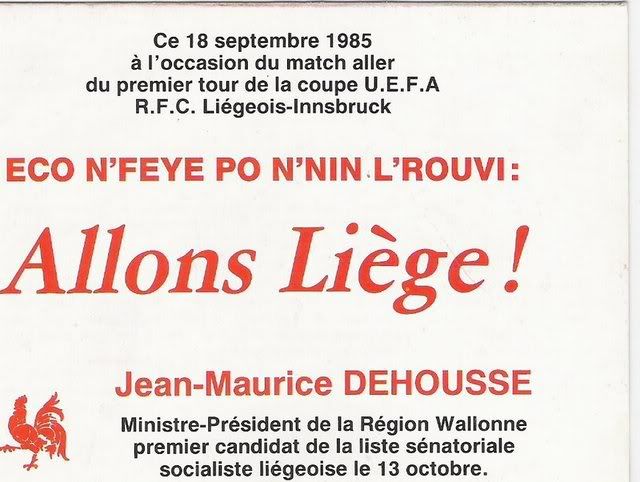 Ce 18 septembre 1985
à l'occasion du match aller
du premier tour de la coupe U.E.F.A
R.F.C. Liégeois-Innsbruck
ECO N'FEYE PO N'NIN L'ROUVI:
Allons Liège!
Jean-Maurice DEHOUSSE
Ministre-Président de la Région Wallonne
premier candidat de la liste sénatoriale
socialiste liégeoise le 13 octobre.